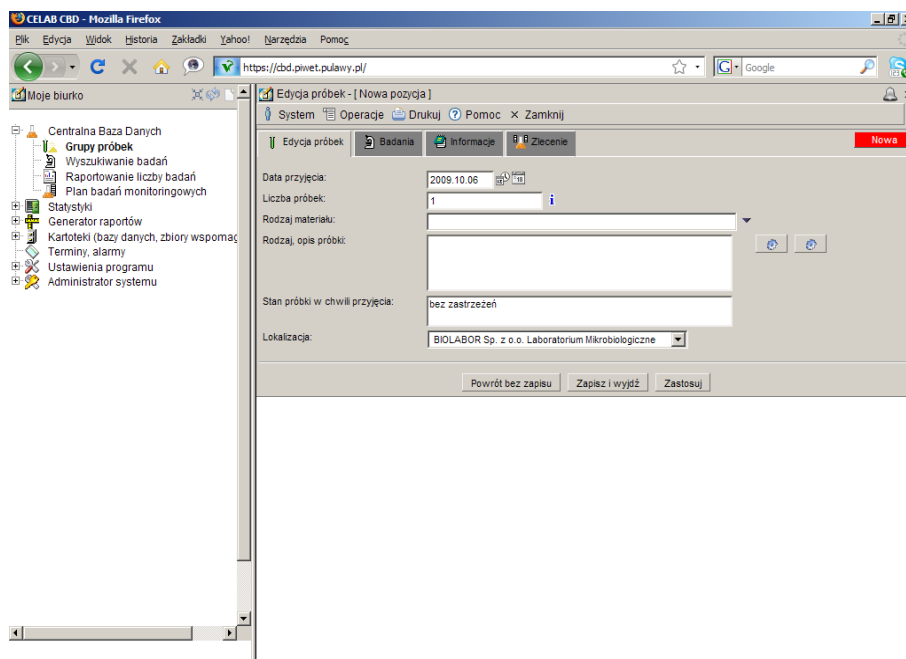 CELAB CBD - Mozilla Firefox
Plik Edycja Widok Historia Zakładki Yahoo! Narzędzia Pomoc
https://cbd.piwet.pulawy.pl/
G Google
Moje biurko
Edycja próbek - [ Nowa pozycja ]
System Operacje Drukuj Pomoc Zamknij
Edycja próbek Badania Informacje Zlecenie Nowa
Centralna Baza Danych
Grupy próbek
Wyszukiwanie badań
Raportowanie liczby badań
Plan badań monitoringowych
Statystyki
Generator raportów
Kartoteki (bazy danych, zbiory wspomag
Terminy, alarmy
Ustawienia programu
Administrator systemu
Data przyjęcia: 2009.10.06
Liczba próbek: 1 i
Rodzaj materiału:
Rodzaj, opis próbki:
Stan próbki w chwili przyjęcia: bez zastrzeżeń
Lokalizacja: BIOLABOR Sp. z o.o. Laboratorium Mikrobiologiczne
Powrót bez zapisu Zapisz i wyjdź Zastosuj